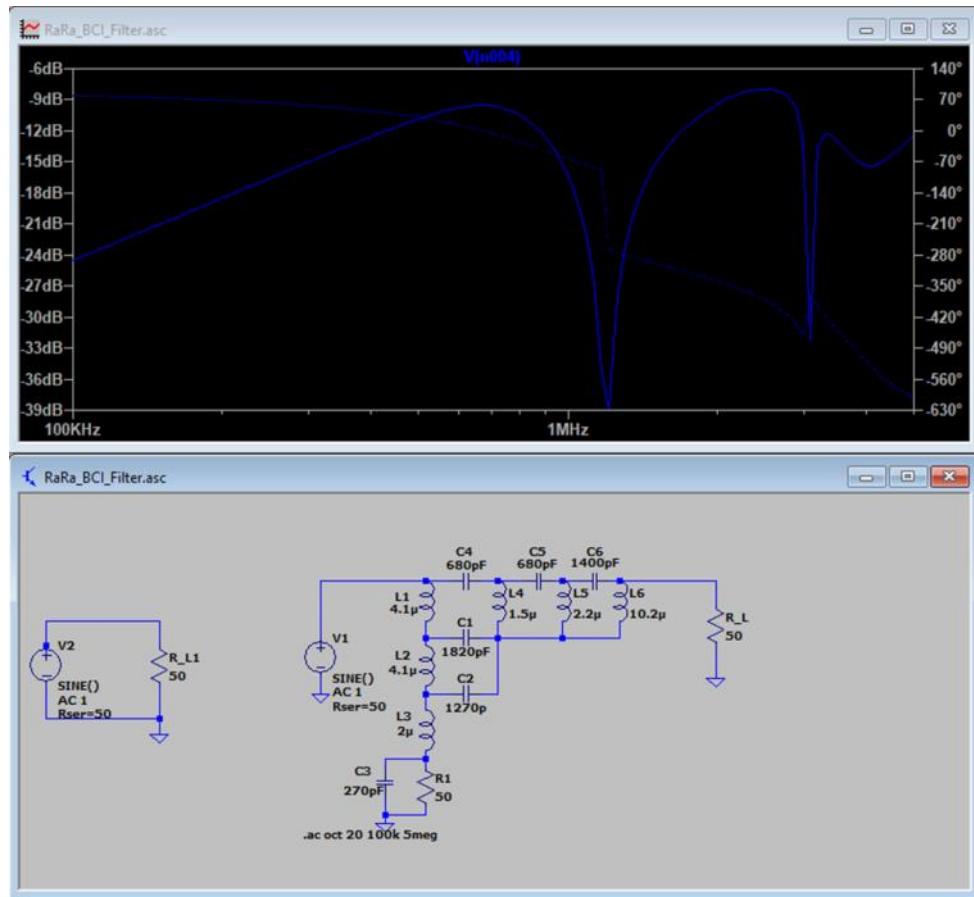 RaRa_BCI_Filter.asc
V(n004)
-6dB
-9dB
-12dB
-15dB
-18dB
-21dB
-24dB
-27dB
-30dB
-33dB
-36dB
-39dB
140°
70°
0°
-70°
-140°
-210°
-280°
-350°
-420°
-490°
-560°
-630°
100KHz 1MHz
RaRa_BCI_Filter.asc
V2
SINE()
AC 1
Rser=50
R_L1
50
V1
SINE()
AC 1
Rser=50
C4
680pF
C5
680pF
C6
1400pF
L1
4.1µ
L4
1.5µ
L5
2.2µ
L6
10.2µ
R_L
50
C1
1820pF
L2
4.1µ
C2
1270p
L3
2µ
C3
270pF
R1
50
.ac oct 20 100k 5meg